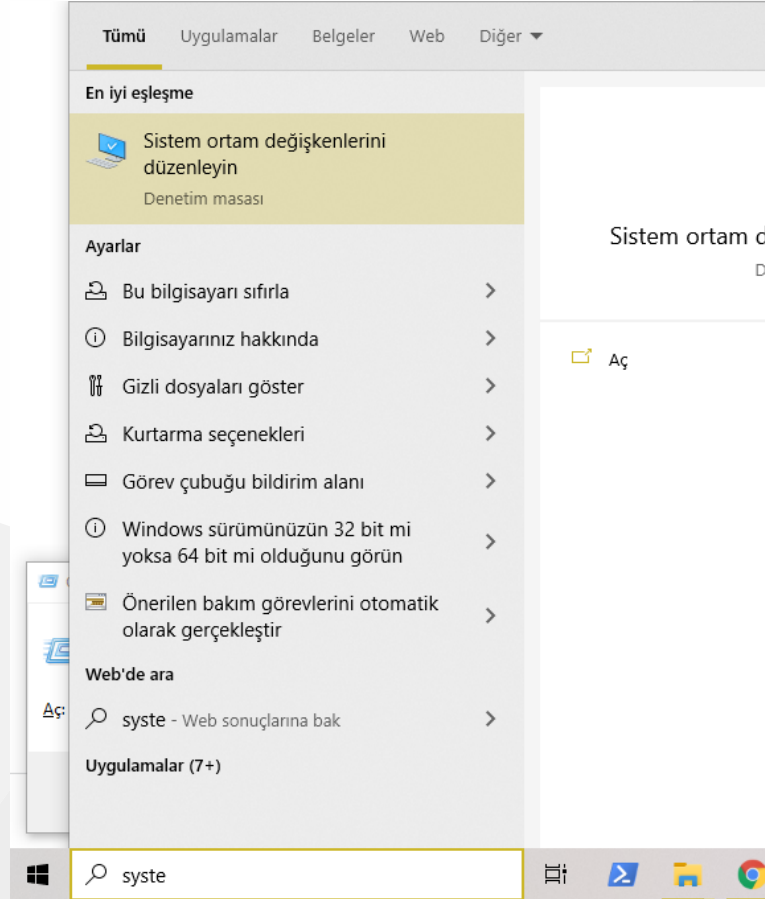 Tümü Uygulamalar Belgeler Web Diğer
En iyi eşleşme
Sistem ortam değişkenlerini
düzenleyin
Denetim masası
Ayarlar
Bu bilgisayarı sıfırla
Bilgisayarınız hakkında
Gizli dosyaları göster
Kurtarma seçenekleri
Görev çubuğu bildirim alanı
Windows sürümünüzün 32 bit mi
yoksa 64 bit mi olduğunu görün
Önerilen bakım görevlerini otomatik
olarak gerçekleştir
Web'de ara
syste - Web sonuçlarına bak
Uygulamalar (7+)
syste
Sistem ortam
Aç
Aç: